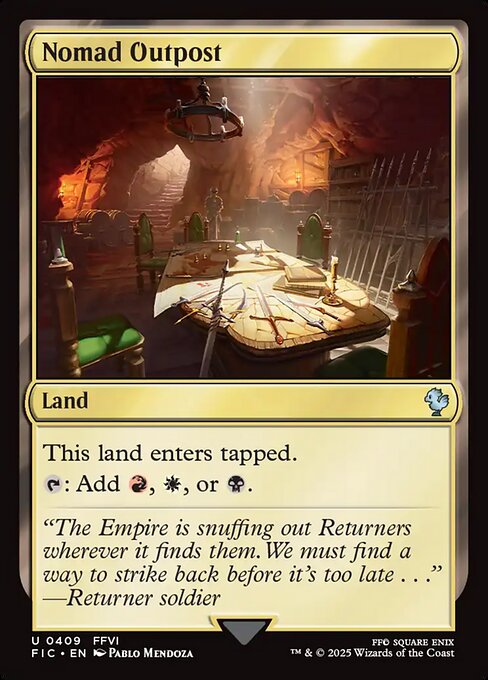 Nomad Outpost
Land
This land enters tapped.
: Add , , or .
“The Empire is snuffing out Returners
wherever it finds them. We must find a
way to strike back before it’s too late . . .”
—Returner soldier
U 0409 FFVI
FIC • EN Pablo Mendoza
FF© SQUARE ENIX
™ & © 2025 Wizards of the Coast